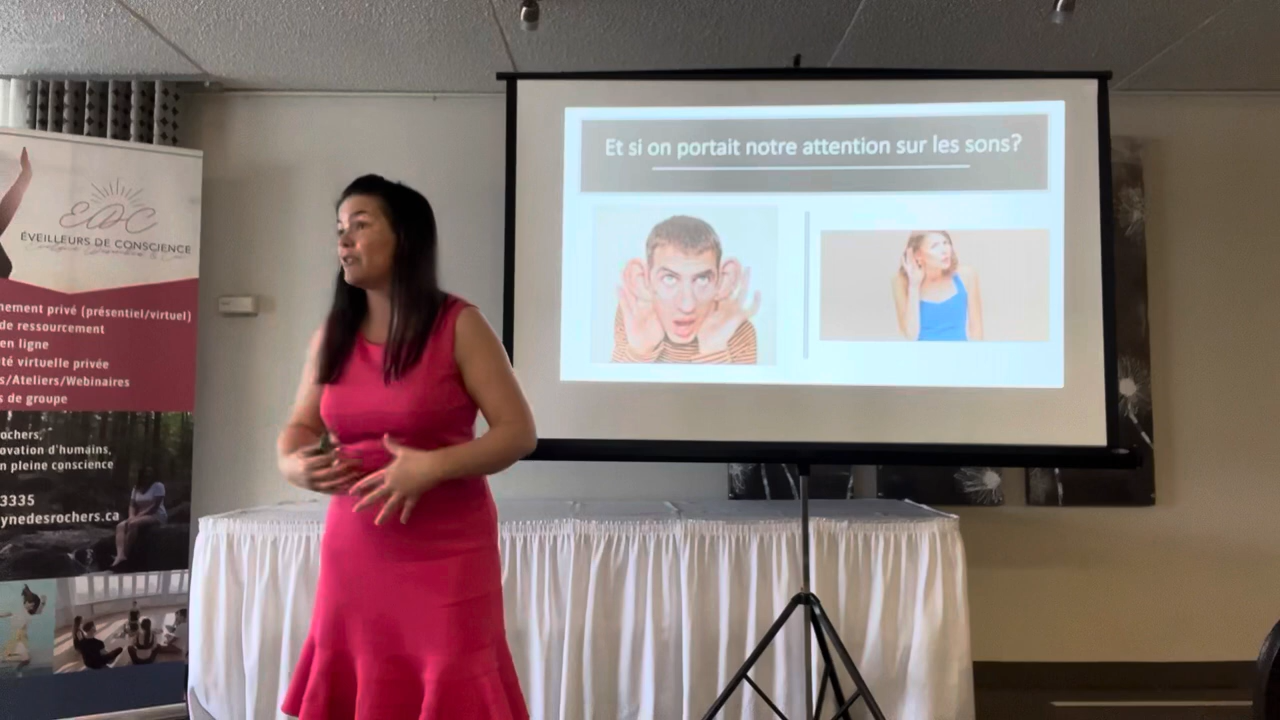 Et si on portait notre attention sur les sons?
EDC
ÉVEILLEURS DE CONSCIENCE
nement privé (présentiel/virtuel)
de ressourcement
en ligne
té virtuelle privée
s/Ateliers/Webinaires
s de groupe
ochers,
ovation d'humains,
n pleine conscience
3335
ynedesrochers.ca